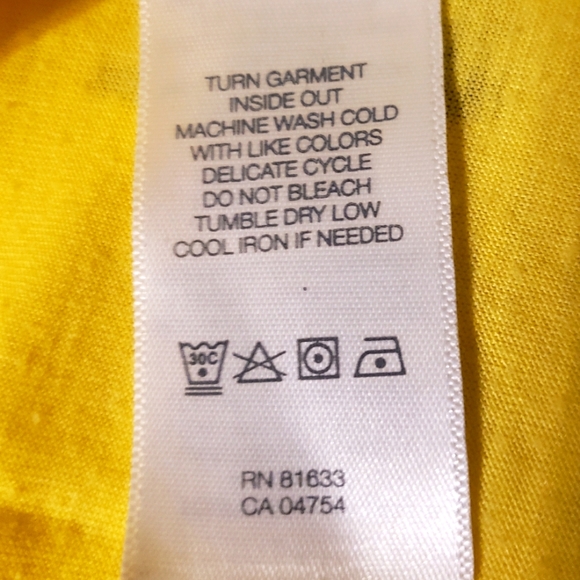 TURN GARMENT
INSIDE OUT
MACHINE WASH COLD
WITH LIKE COLORS
DELICATE CYCLE
DO NOT BLEACH
TUMBLE DRY LOW
COOL IRON IF NEEDED
30C
RN 81633
CA 04754